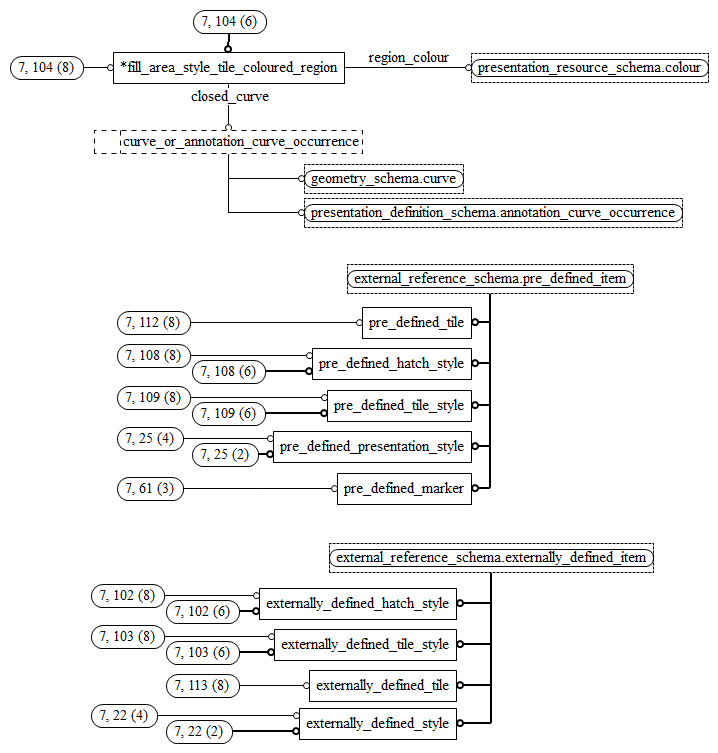 7, 104 (6)
7, 104 (8)
*fill_area_style_tile_coloured_region
region_colour
presentation_resource_schema.colour
closed_curve
curve_or_annotation_curve_occurrence
geometry_schema.curve
presentation_definition_schema.annotation_curve_occurrence
external_reference_schema.pre_defined_item
7, 112 (8)
pre_defined_tile
7, 108 (8)
7, 108 (6)
pre_defined_hatch_style
7, 109 (8)
7, 109 (6)
pre_defined_tile_style
7, 25 (4)
7, 25 (2)
pre_defined_presentation_style
7, 61 (3)
pre_defined_marker
external_reference_schema.externally_defined_item
7, 102 (8)
7, 102 (6)
externally_defined_hatch_style
7, 103 (8)
7, 103 (6)
externally_defined_tile_style
7, 113 (8)
externally_defined_tile
7, 22 (4)
7, 22 (2)
externally_defined_style